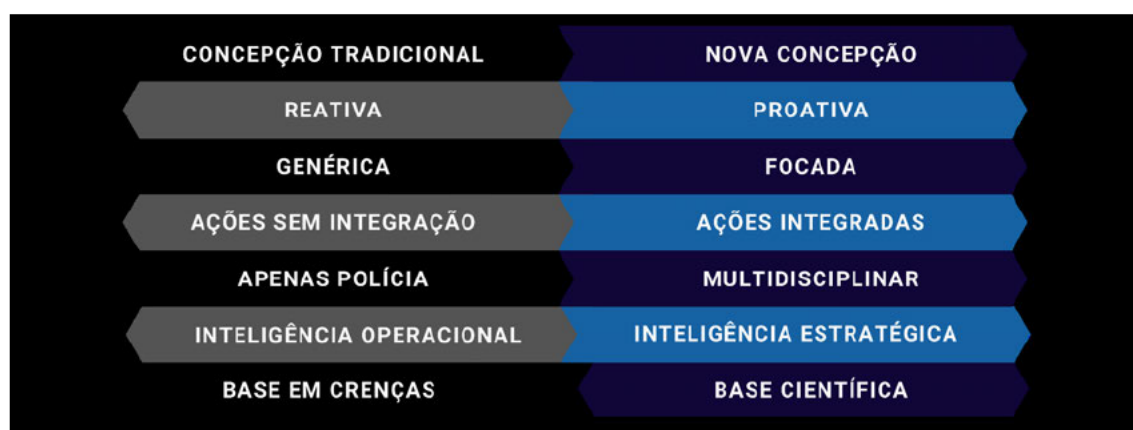 CONCEPÇÃO TRADICIONAL NOVA CONCEPÇÃO
REATIVA PROATIVA
GENÉRICA FOCADA
AÇÕES SEM INTEGRAÇÃO AÇÕES INTEGRADAS
APENAS POLÍCIA MULTIDISCIPLINAR
INTELIGÊNCIA OPERACIONAL INTELIGÊNCIA ESTRATÉGICA
BASE EM CRENÇAS BASE CIENTÍFICA